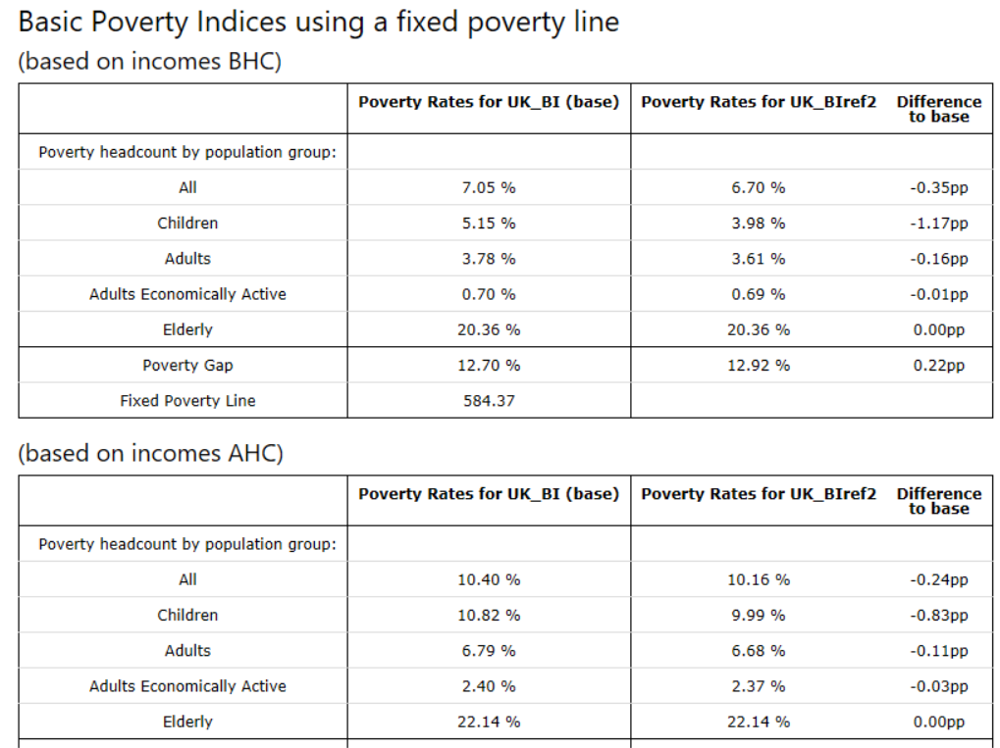 Basic Poverty Indices using a fixed poverty line
(based on incomes BHC)
Poverty Rates for UK_BI (base) Poverty Rates for UK_BIref2 Difference to base
Poverty headcount by population group:
All 7.05 % 6.70 % -0.35pp
Children 5.15 % 3.98 % -1.17pp
Adults 3.78 % 3.61 % -0.16pp
Adults Economically Active 0.70 % 0.69 % -0.01pp
Elderly 20.36 % 20.36 % 0.00pp
Poverty Gap 12.70 % 12.92 % 0.22pp
Fixed Poverty Line 584.37
(based on incomes AHC)
Poverty Rates for UK_BI (base) Poverty Rates for UK_BIref2 Difference to base
Poverty headcount by population group:
All 10.40 % 10.16 % -0.24pp
Children 10.82 % 9.99 % -0.83pp
Adults 6.79 % 6.68 % -0.11pp
Adults Economically Active 2.40 % 2.37 % -0.03pp
Elderly 22.14 % 22.14 % 0.00pp